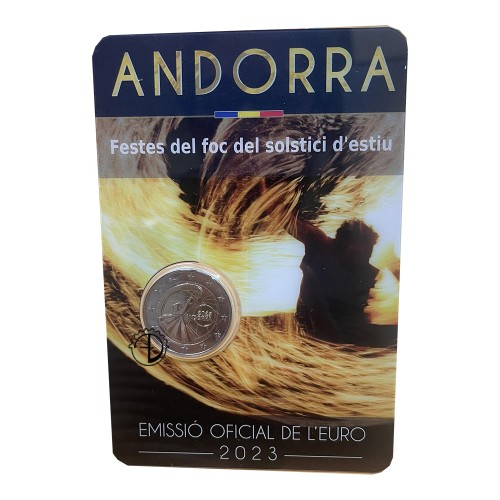 ANDORRA
Festes del foc del solstici d'estiu
EMISSIÓ OFICIAL DE L'EURO
2023